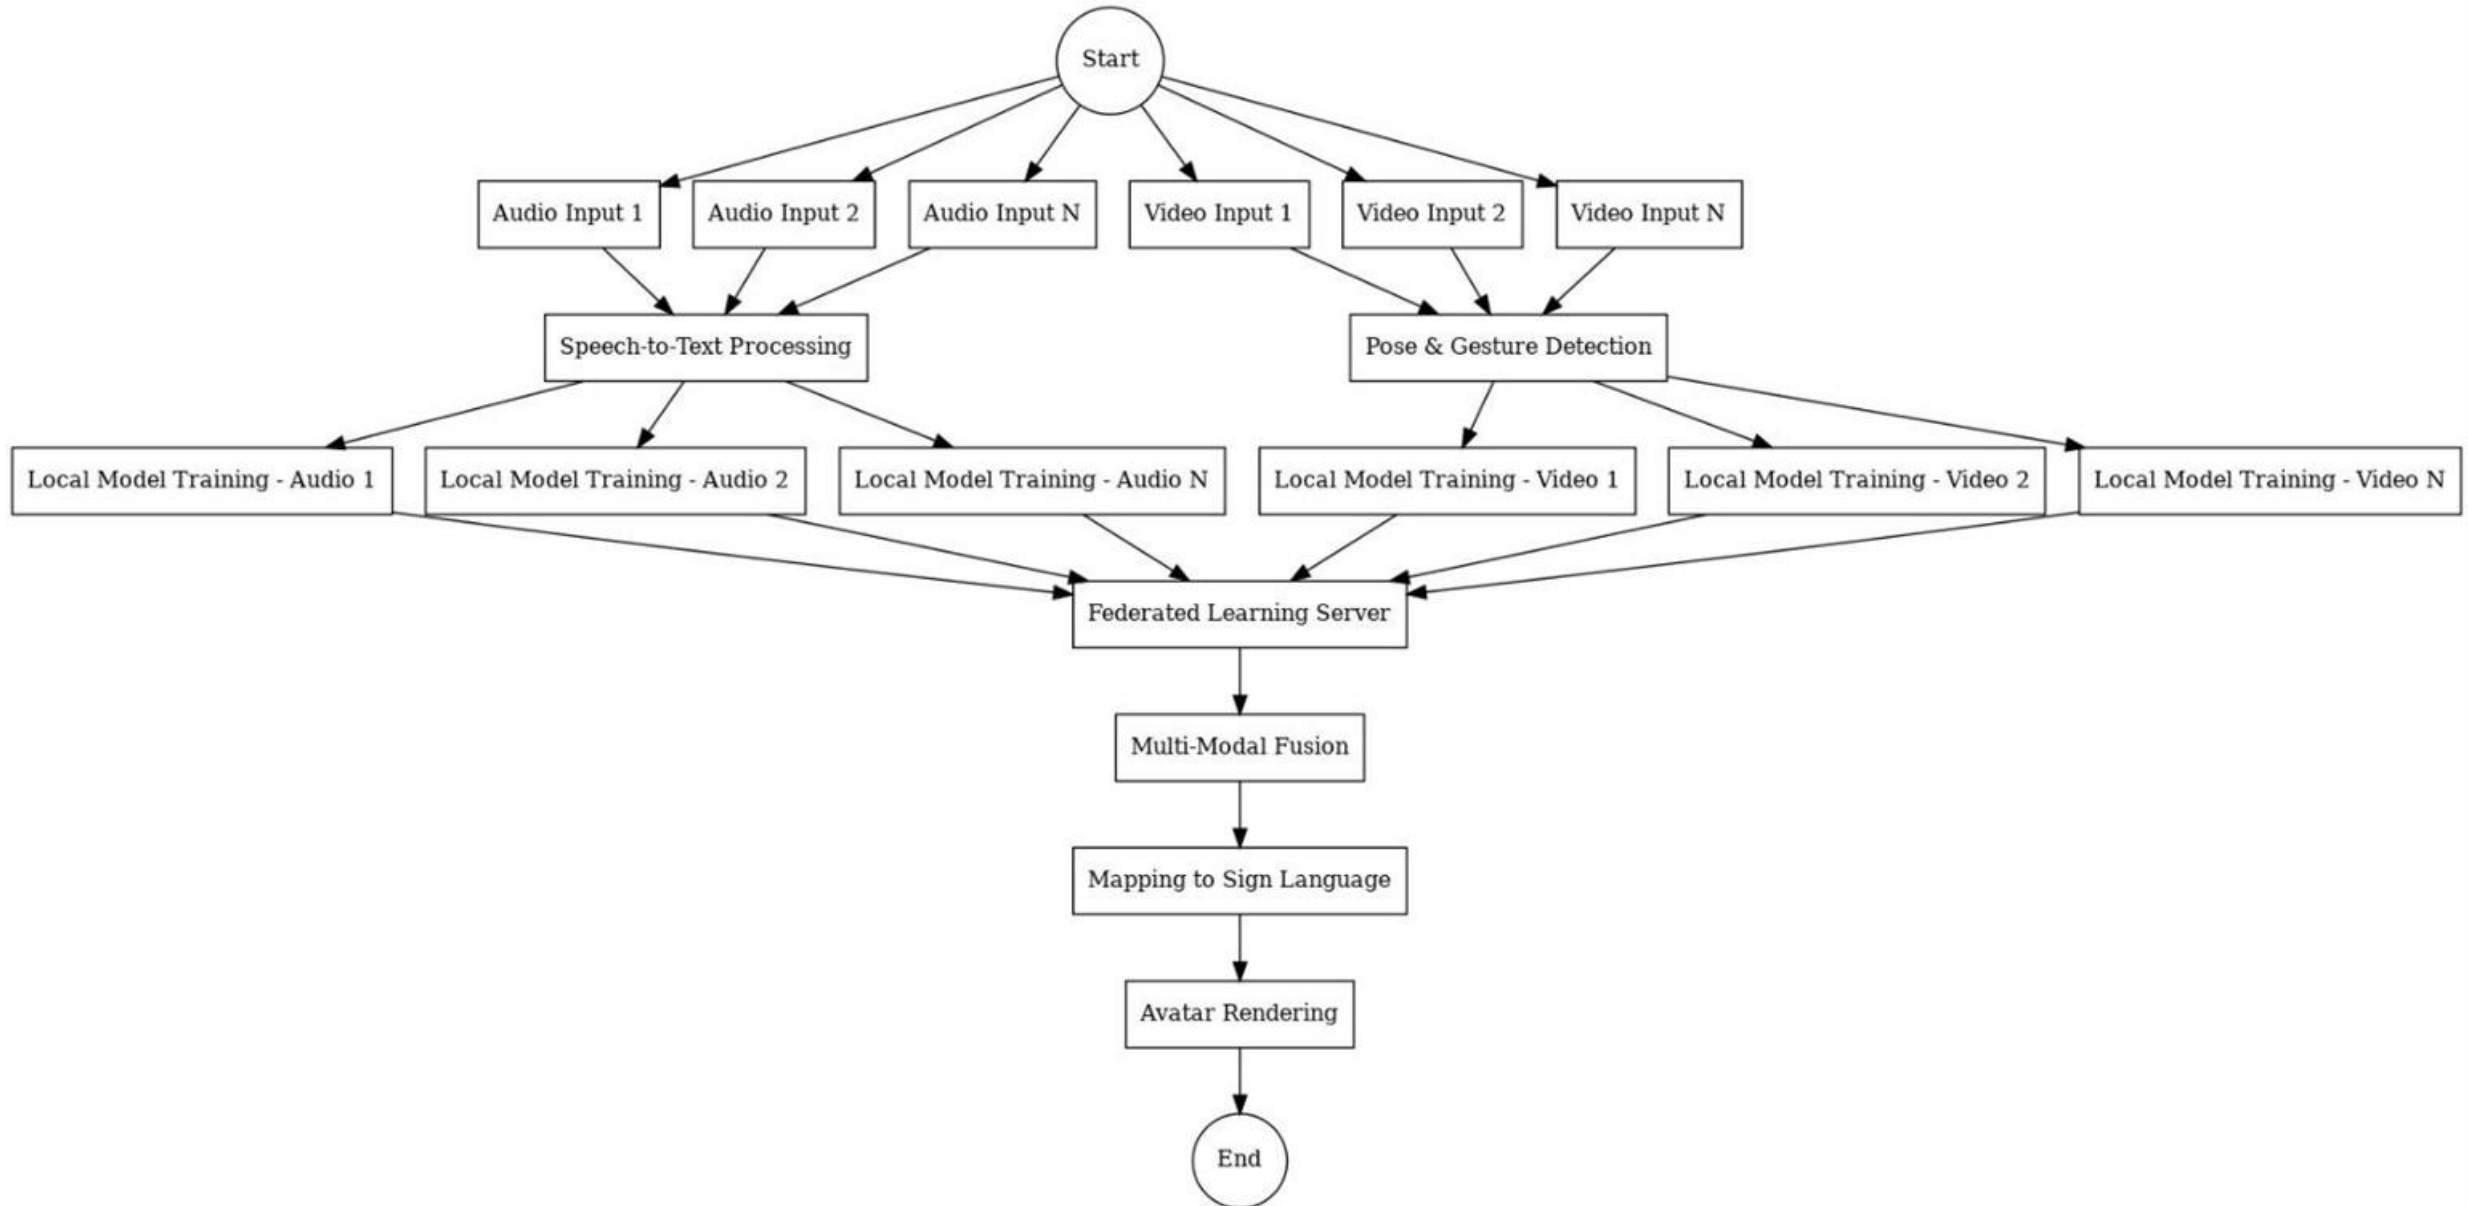 Start
Audio Input 1
Audio Input 2
Audio Input N
Video Input 1
Video Input 2
Video Input N
Speech-to-Text Processing
Pose & Gesture Detection
Local Model Training - Audio 1
Local Model Training - Audio 2
Local Model Training - Audio N
Local Model Training - Video 1
Local Model Training - Video 2
Local Model Training - Video N
Federated Learning Server
Multi-Modal Fusion
Mapping to Sign Language
Avatar Rendering
End